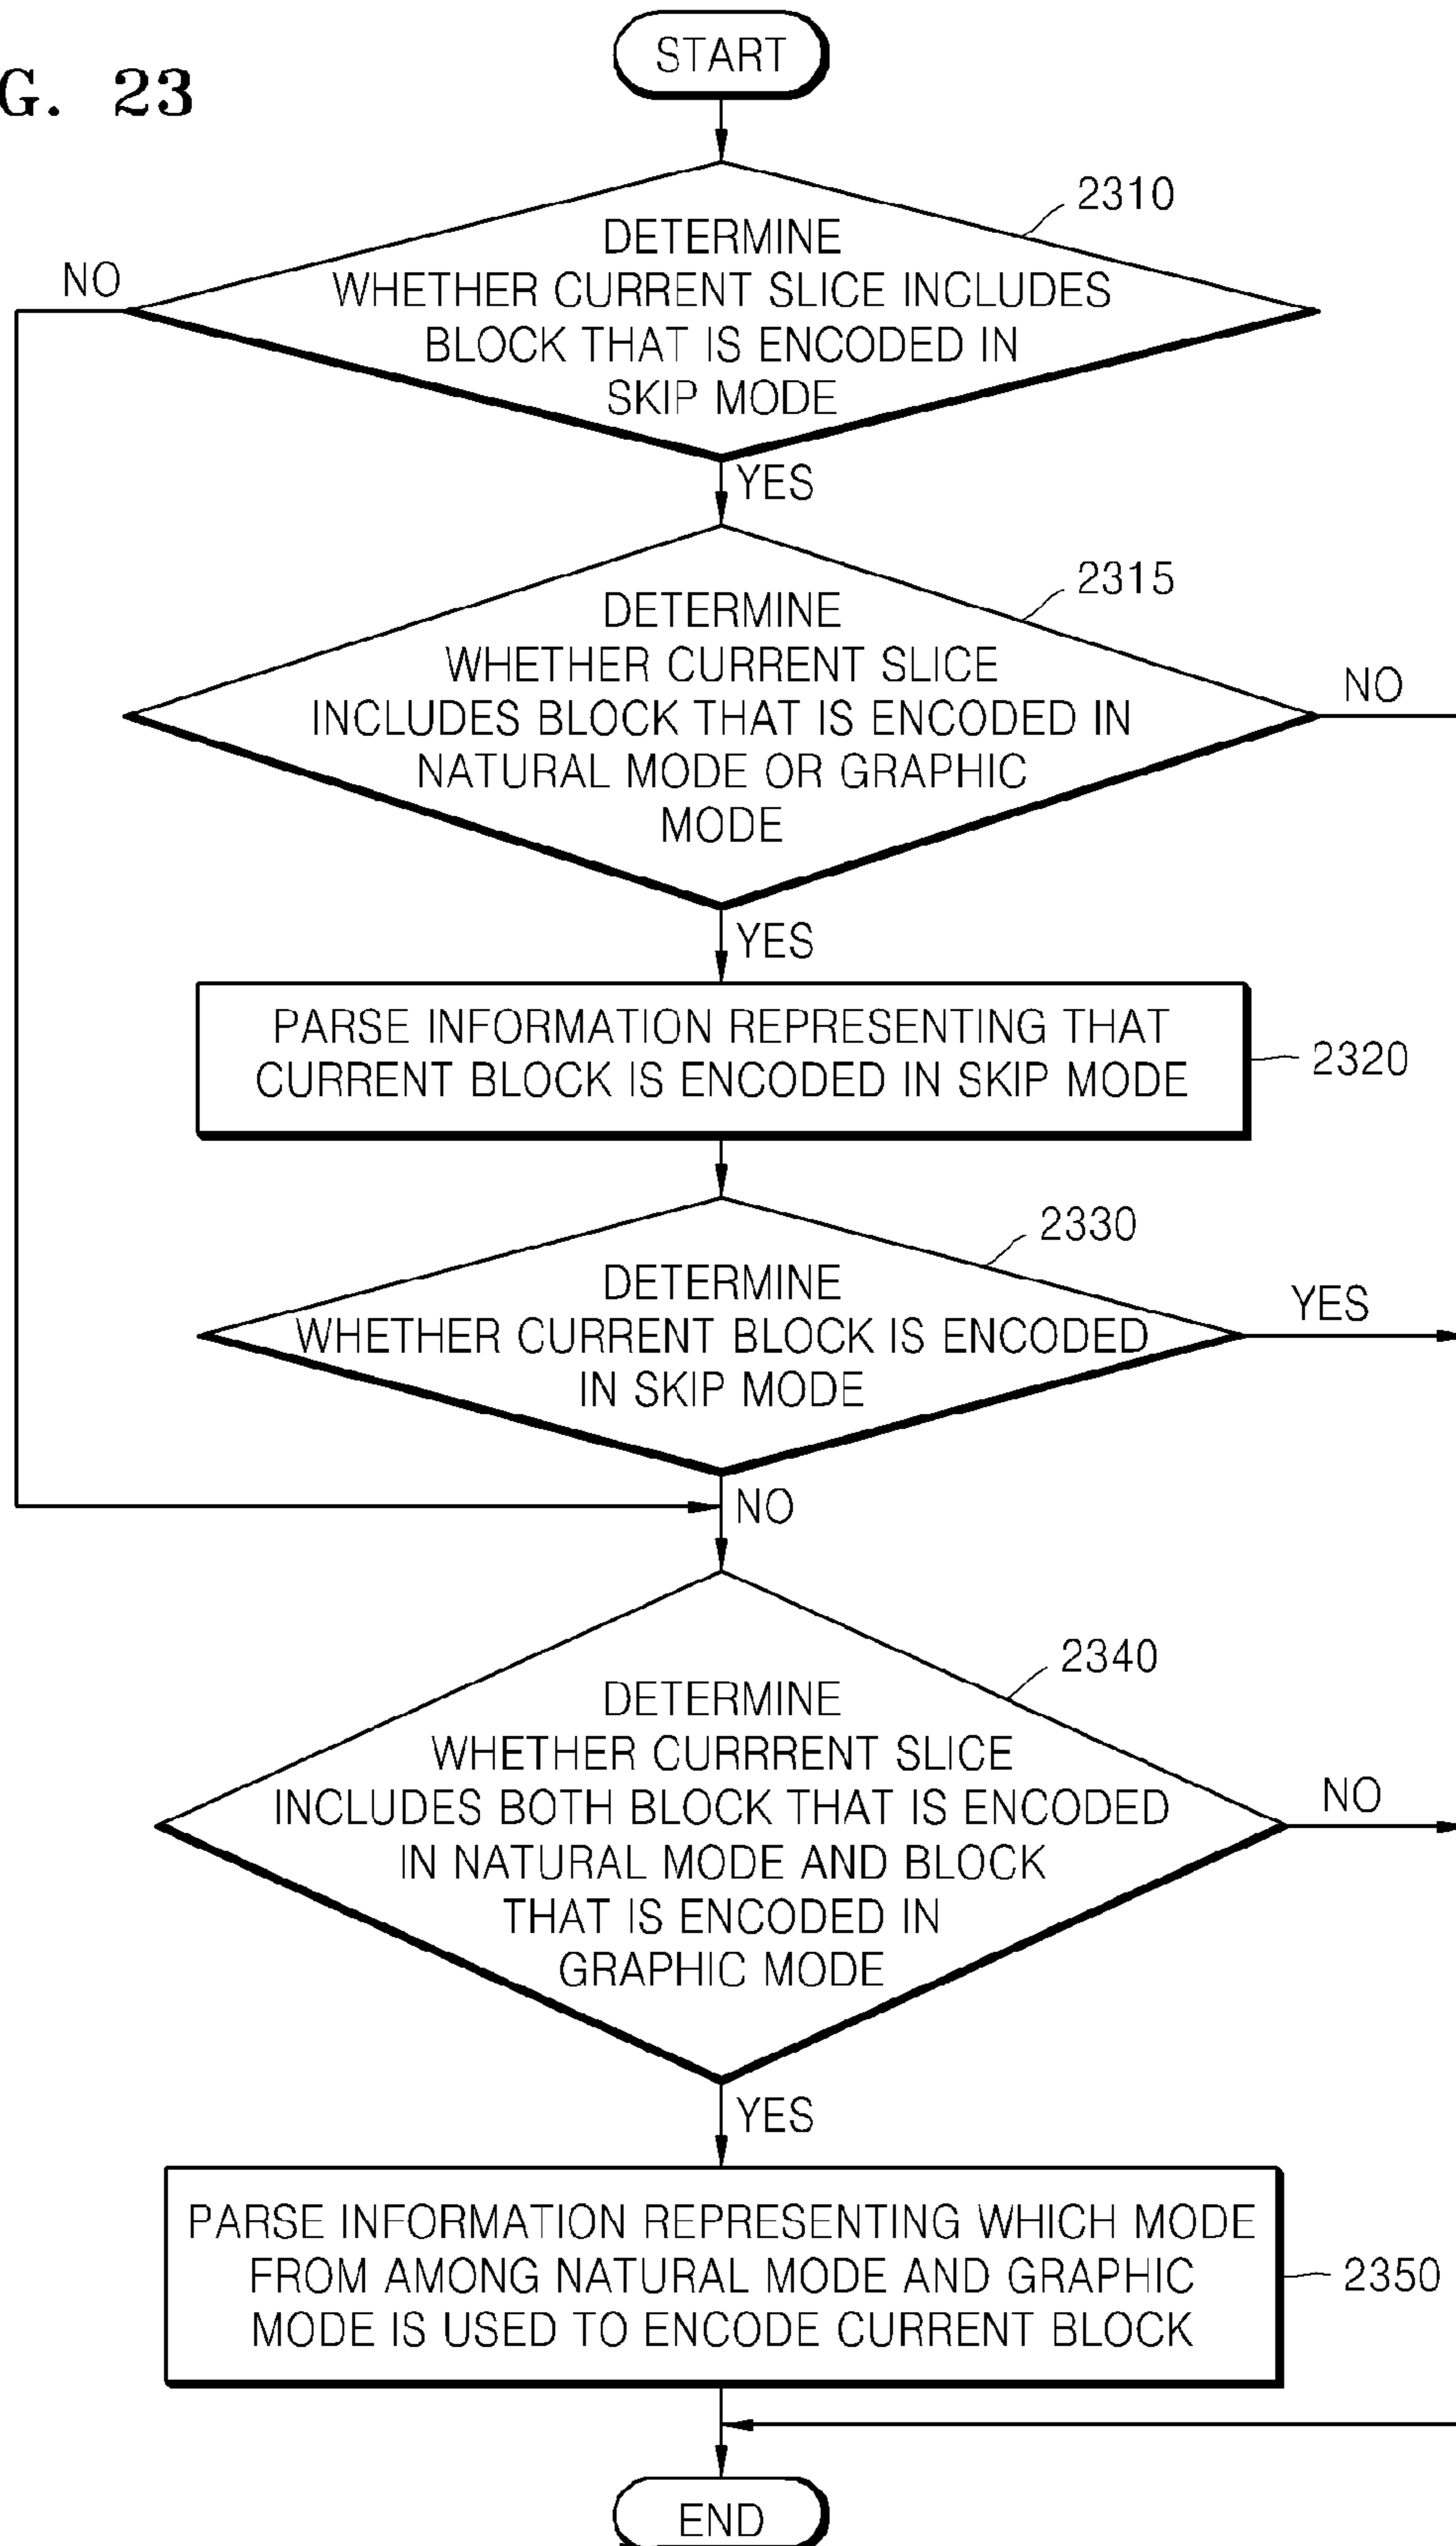 G. 23
START
2310
DETERMINE
WHETHER CURRENT SLICE INCLUDES
BLOCK THAT IS ENCODED IN
SKIP MODE
NO
YES
2315
DETERMINE
WHETHER CURRENT SLICE
INCLUDES BLOCK THAT IS ENCODED IN
NATURAL MODE OR GRAPHIC
MODE
NO
YES
PARSE INFORMATION REPRESENTING THAT
CURRENT BLOCK IS ENCODED IN SKIP MODE
2320
2330
DETERMINE
WHETHER CURRENT BLOCK IS ENCODED
IN SKIP MODE
YES
NO
2340
DETERMINE
WHETHER CURRRENT SLICE
INCLUDES BOTH BLOCK THAT IS ENCODED
IN NATURAL MODE AND BLOCK
THAT IS ENCODED IN
GRAPHIC MODE
NO
YES
PARSE INFORMATION REPRESENTING WHICH MODE
FROM AMONG NATURAL MODE AND GRAPHIC
MODE IS USED TO ENCODE CURRENT BLOCK
2350
END